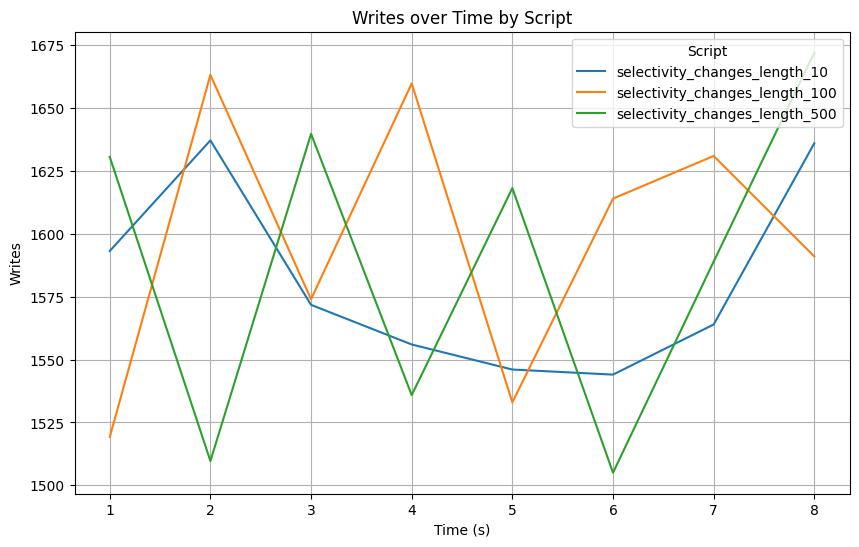 Writes over Time by Script
Script
selectivity_changes_length_10
selectivity_changes_length_100
selectivity_changes_length_500
1675
1650
1625
1600
1575
1550
1525
1500
Writes
1 2 3 4 5 6 7 8
Time (s)